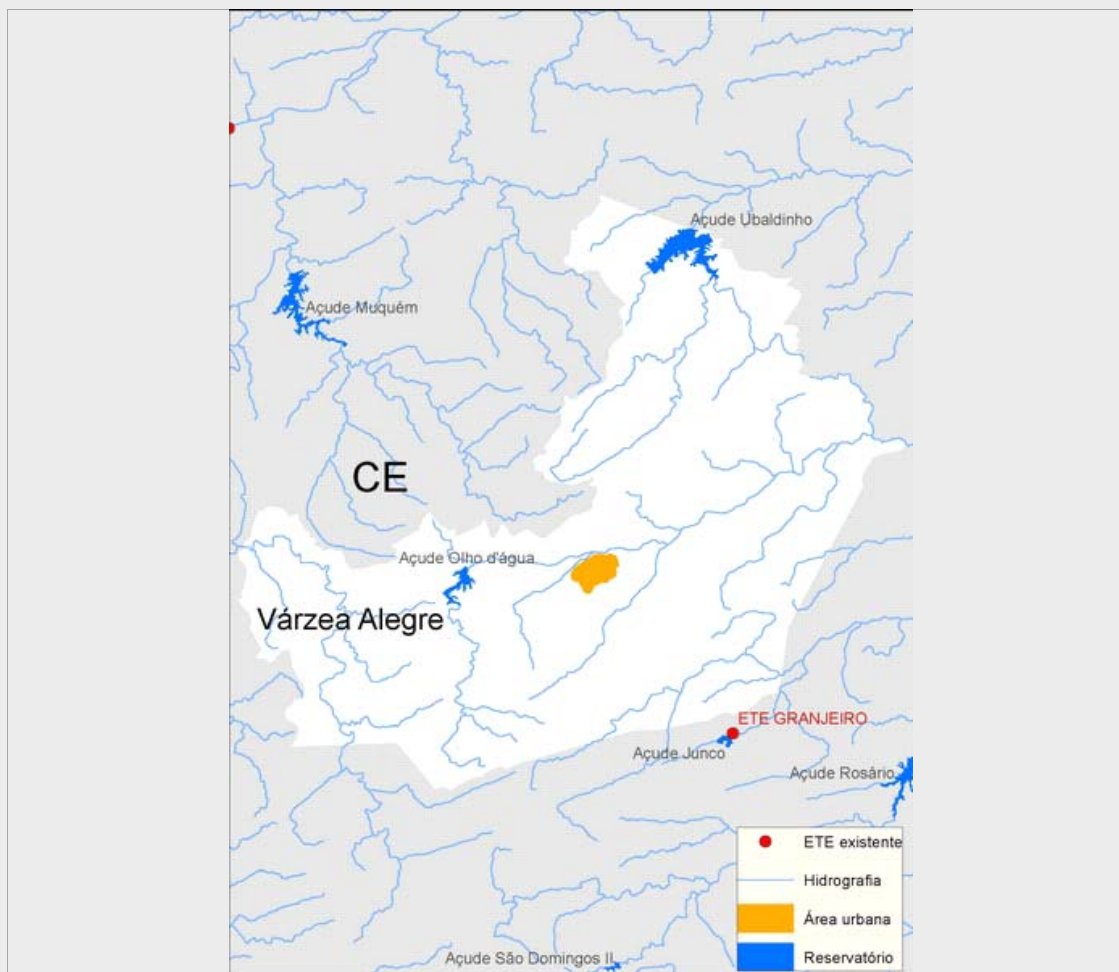 Açude Ubaldinho
Açude Muquém
CE
Açude Olho d'água
Várzea Alegre
ETE GRANJEIRO
Açude Junco
Açude Rosário
ETE existente
Hidrografia
Área urbana
Açude São Domingos II
Reservatório